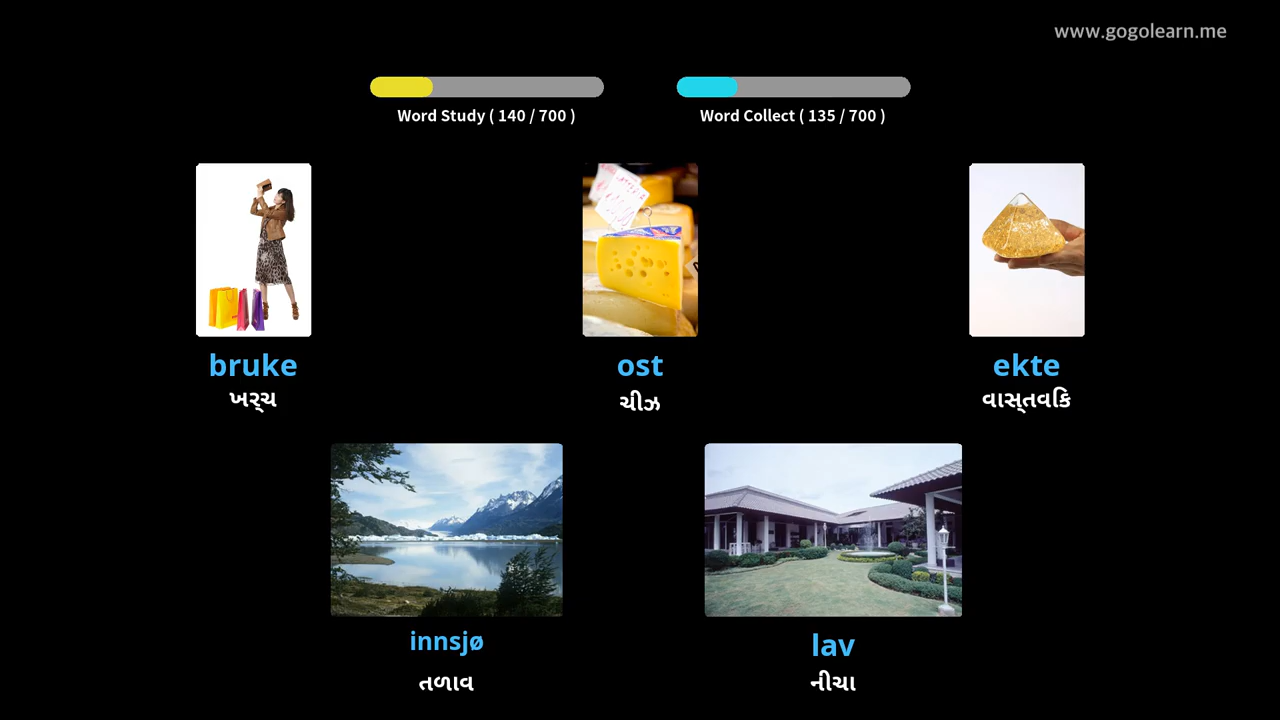 www.gogolearn.me
Word Study ( 140 / 700 )
Word Collect ( 135 / 700 )
bruke
ખર્ચ
ost
ચીઝ
ekte
વાસ્તવકિ
innsjø
તળાવ
lav
નીચા